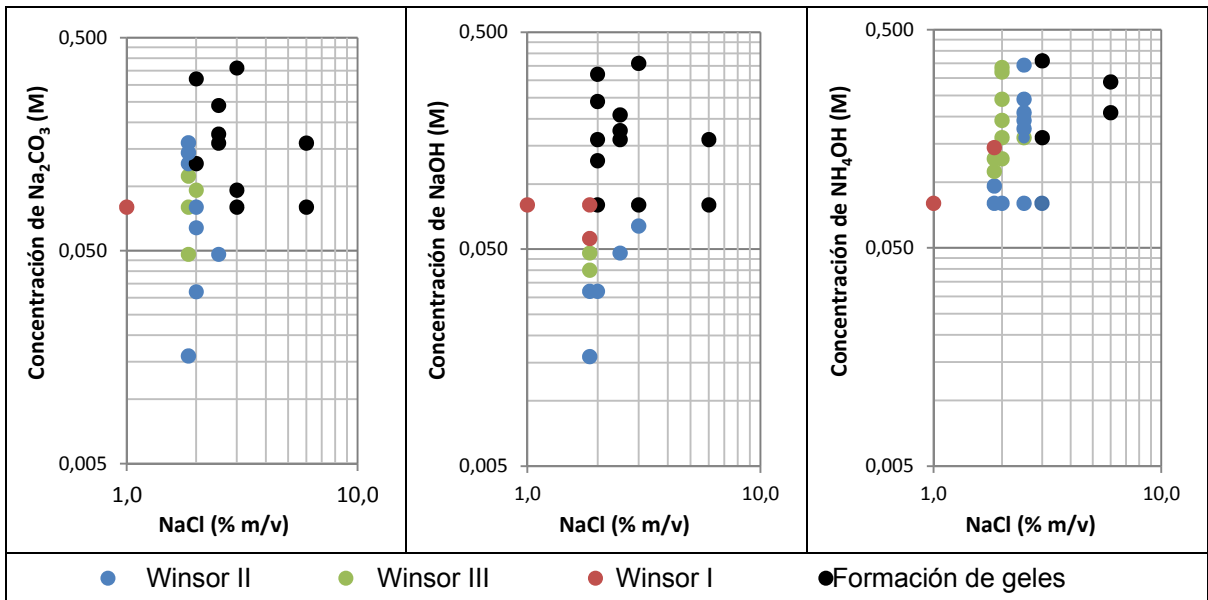 Concentración de Na₂CO₃ (M)
0,500
0,050
0,005
1,0 10,0
NaCl (% m/v)
Concentración de NaOH (M)
0,500
0,050
0,005
1,0 10,0
NaCl (% m/v)
Concentración de NH₄OH (M)
0,500
0,050
0,005
1,0 10,0
NaCl (% m/v)
Winsor II Winsor III Winsor I Formación de geles